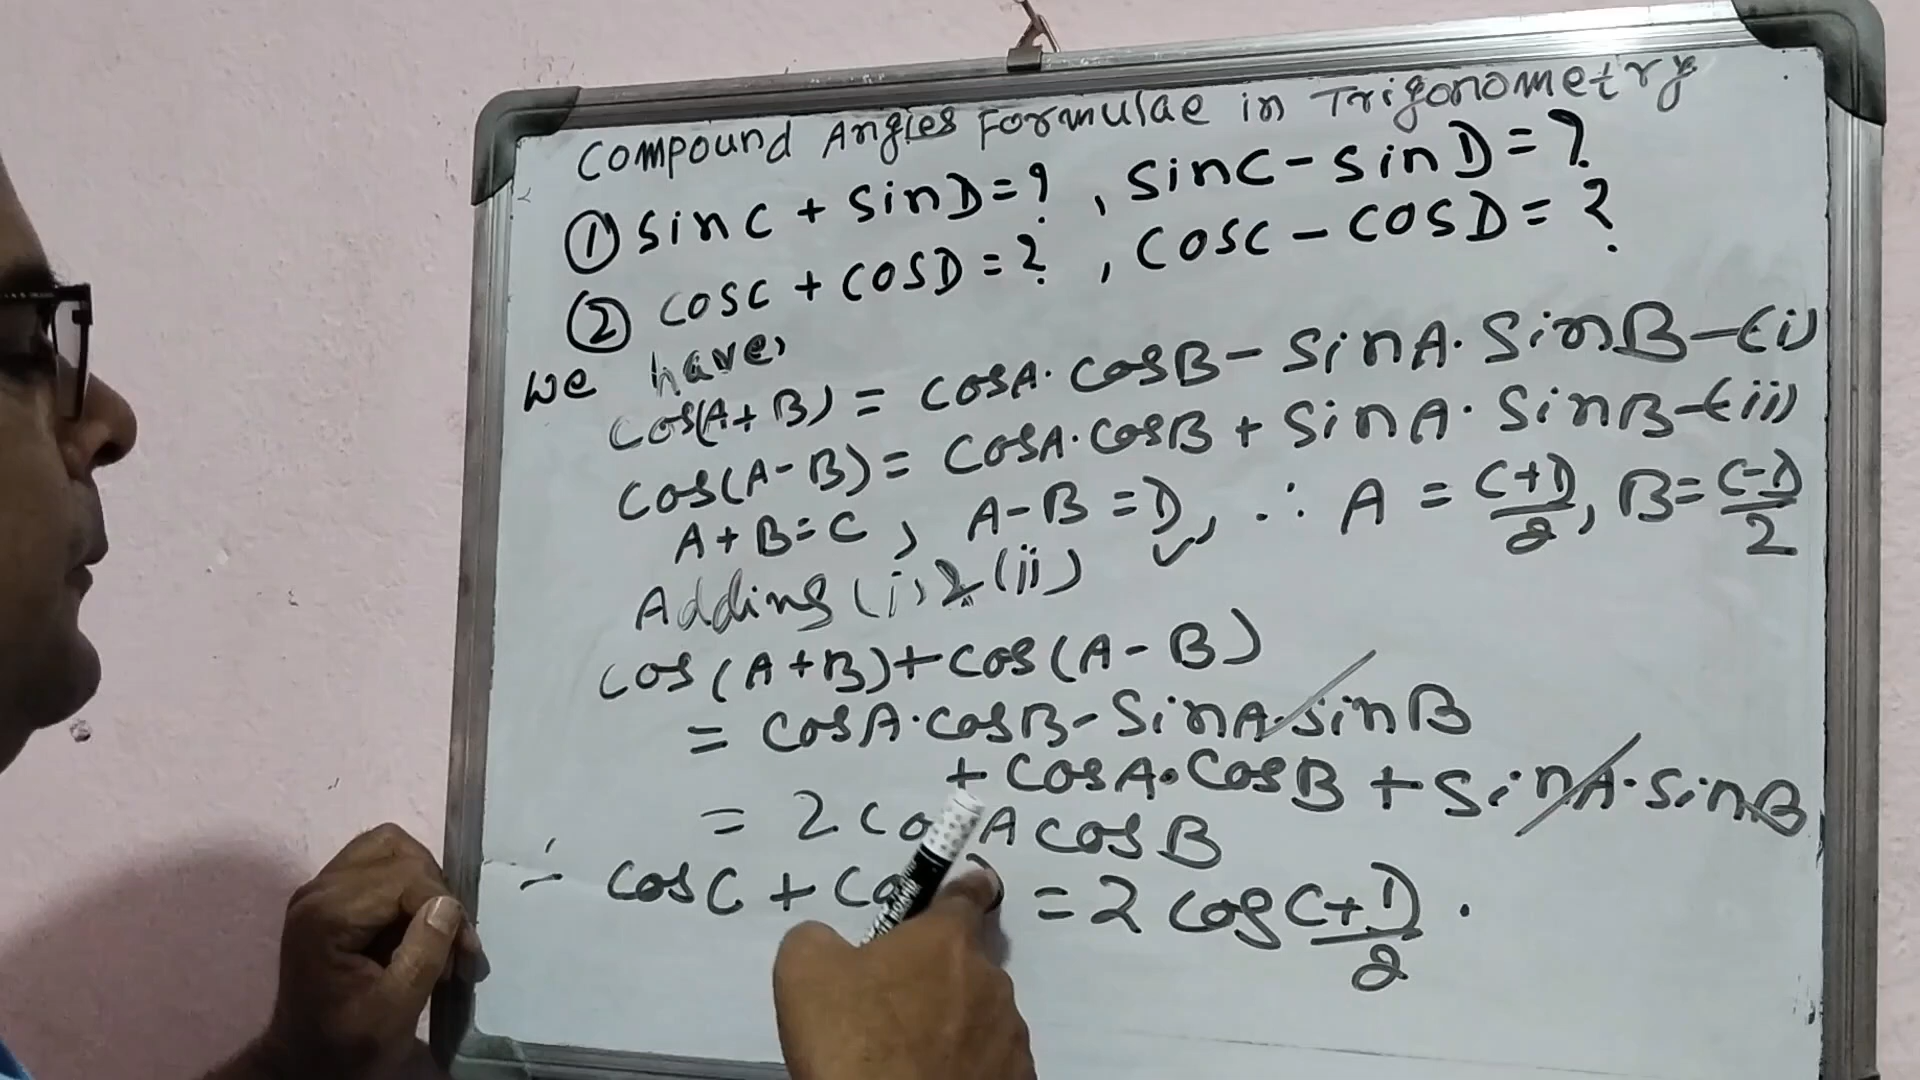 Compound Angles Formulae in Trigonometry
① sinC + sinD = ? , sinC - sinD = ?
② cosC + cosD = ? , cosC - cosD = ?
We have,
cos(A+B) = cosA·cosB - sinA·sinB -(i)
cos(A-B) = cosA·cosB + sinA·sinB -(ii)
A+B=C, A-B=D, ∴ A = C+D/2, B = C-D/2
Adding (i) & (ii)
cos(A+B)+cos(A-B)
= cosA·cosB - sinA·sinB
+ cosA·cosB + sinA·sinB
= 2 A cosB
∴ cosC + = 2 cos C+D/2 .